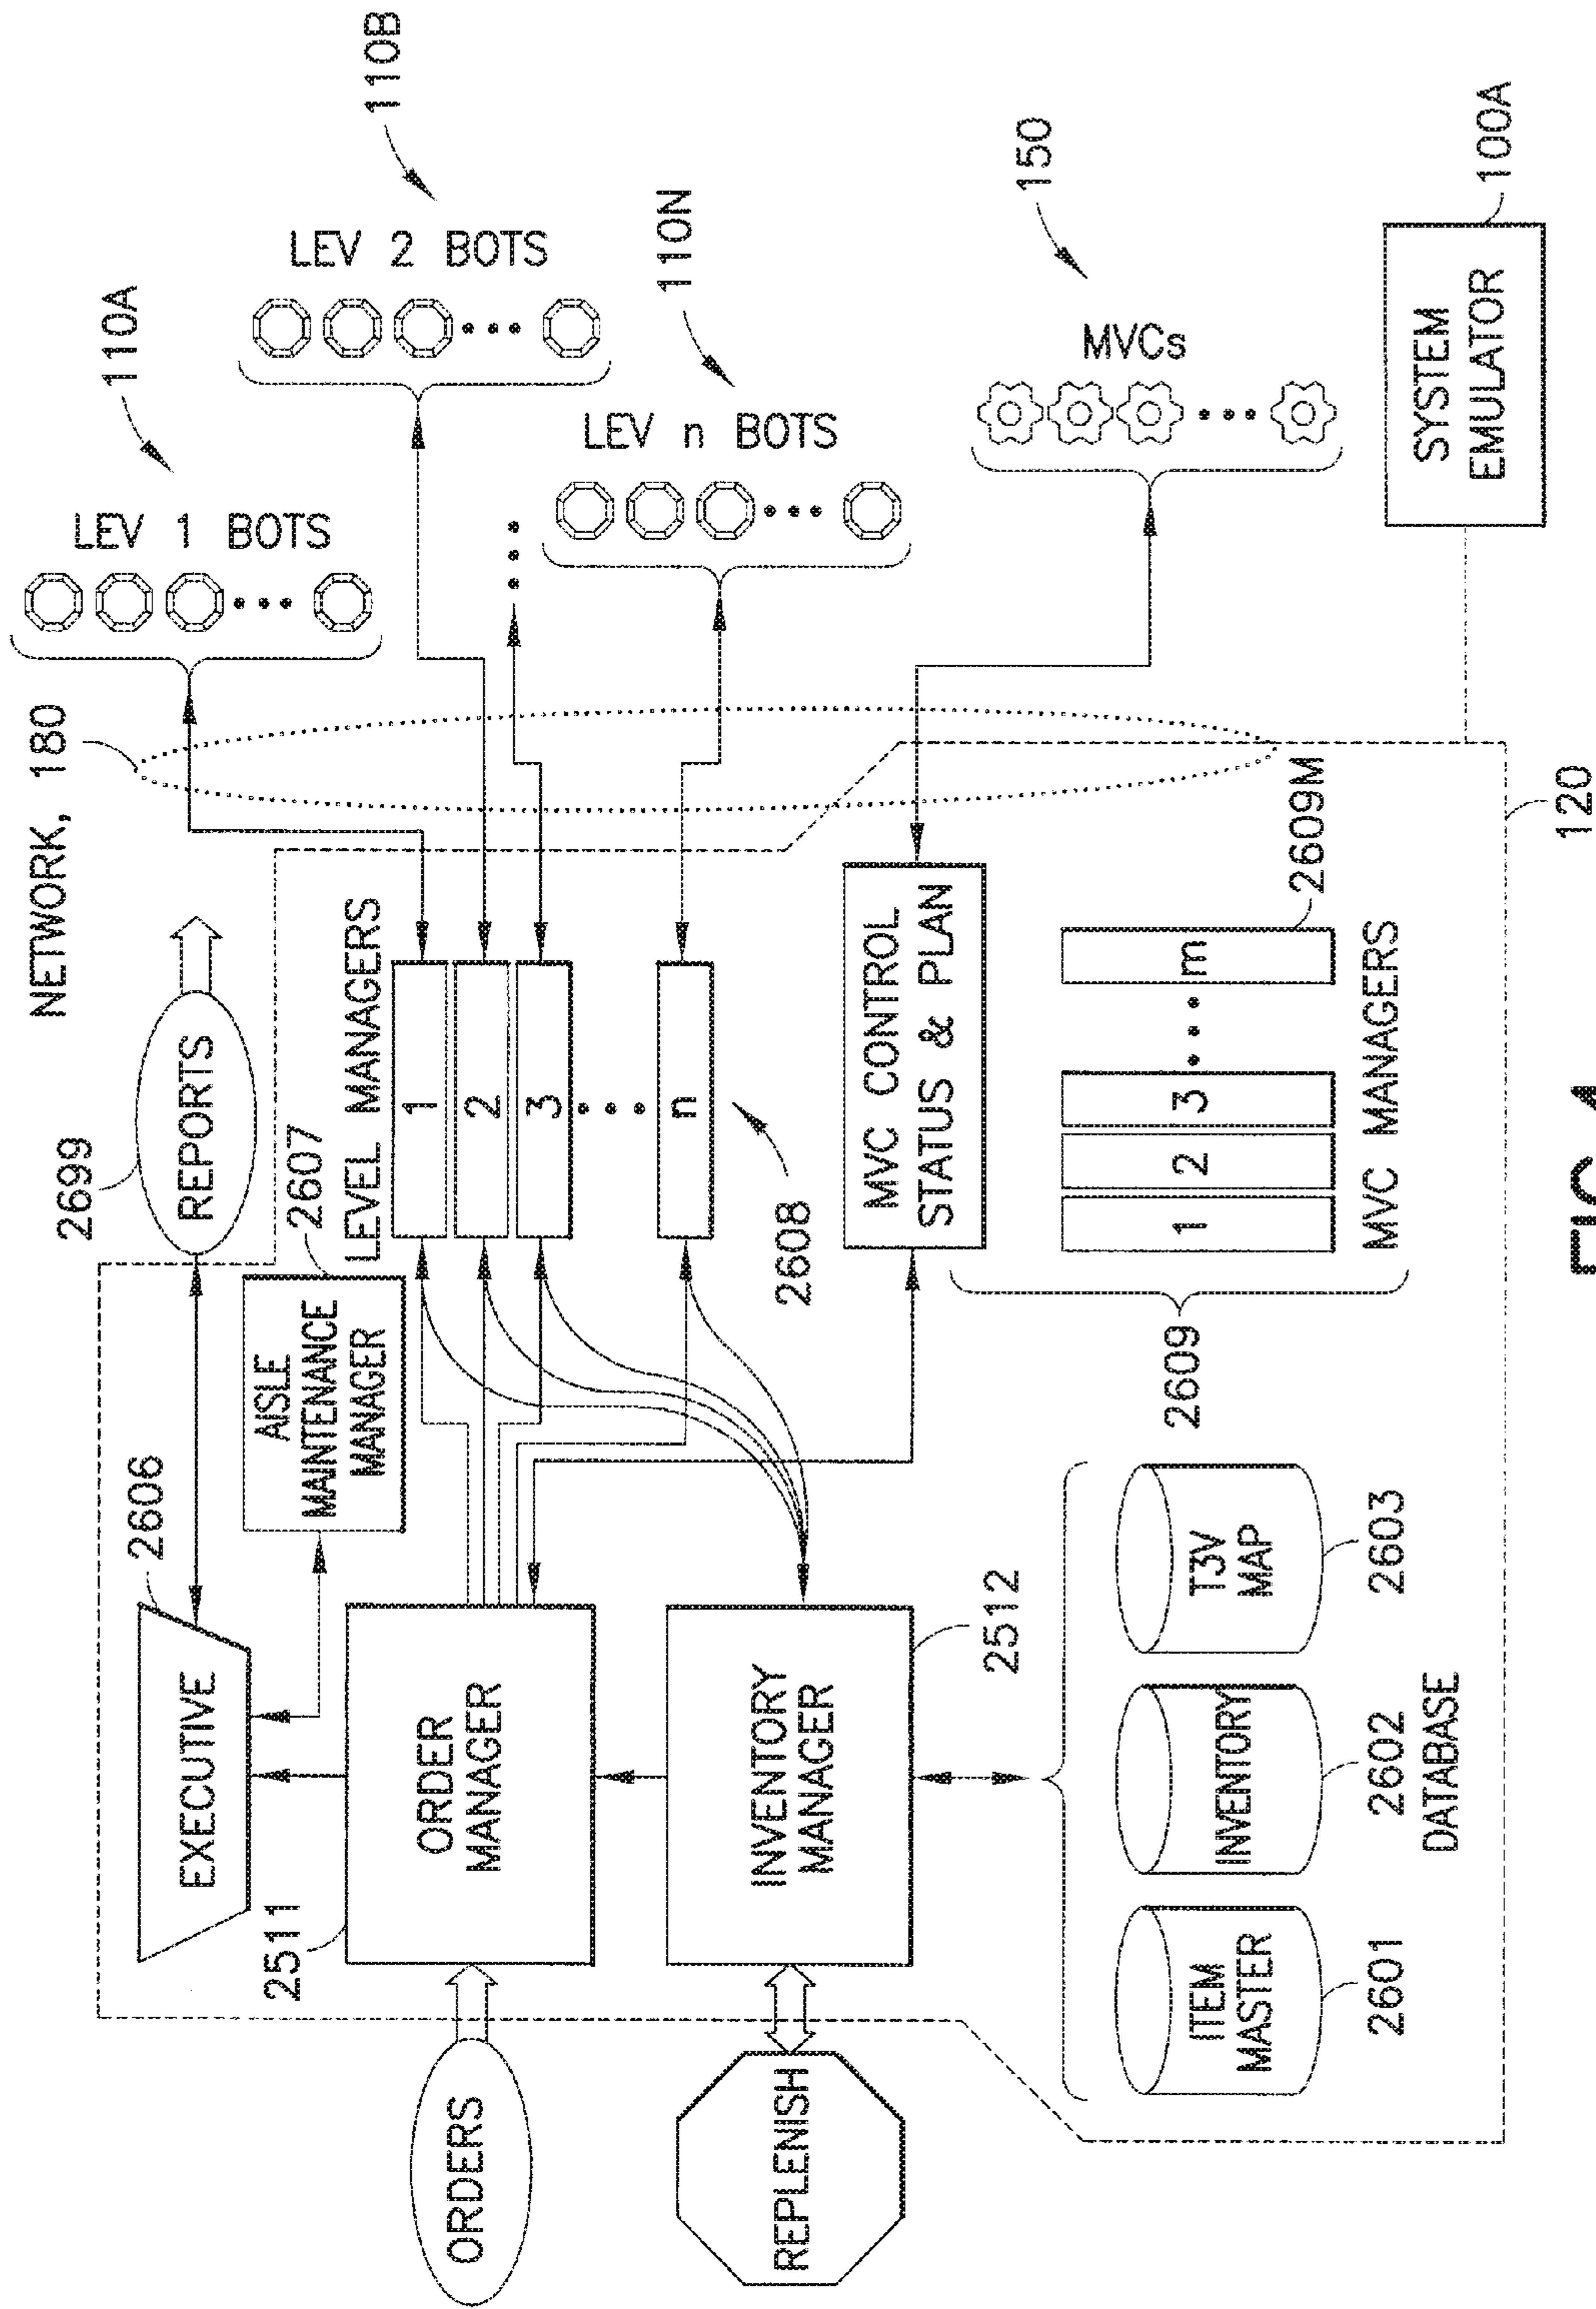 NETWORK, 180
110A
LEV 1 BOTS
110B
LEV 2 BOTS
110N
LEV n BOTS
150
MVCs
SYSTEM
EMULATOR
100A
2699
REPORTS
2606
EXECUTIVE
AISLE
MAINTENANCE
MANAGER
2607
LEVEL MANAGERS
1
2
3
n
2608
2511
ORDERS
ORDER
MANAGER
REPLENISH
INVENTORY
MANAGER
2512
MVC CONTROL
STATUS & PLAN
1 2 3 m
2609M
MVC MANAGERS
2609
ITEM
MASTER
2601
INVENTORY
2602
T3V
MAP
2603
DATABASE
120